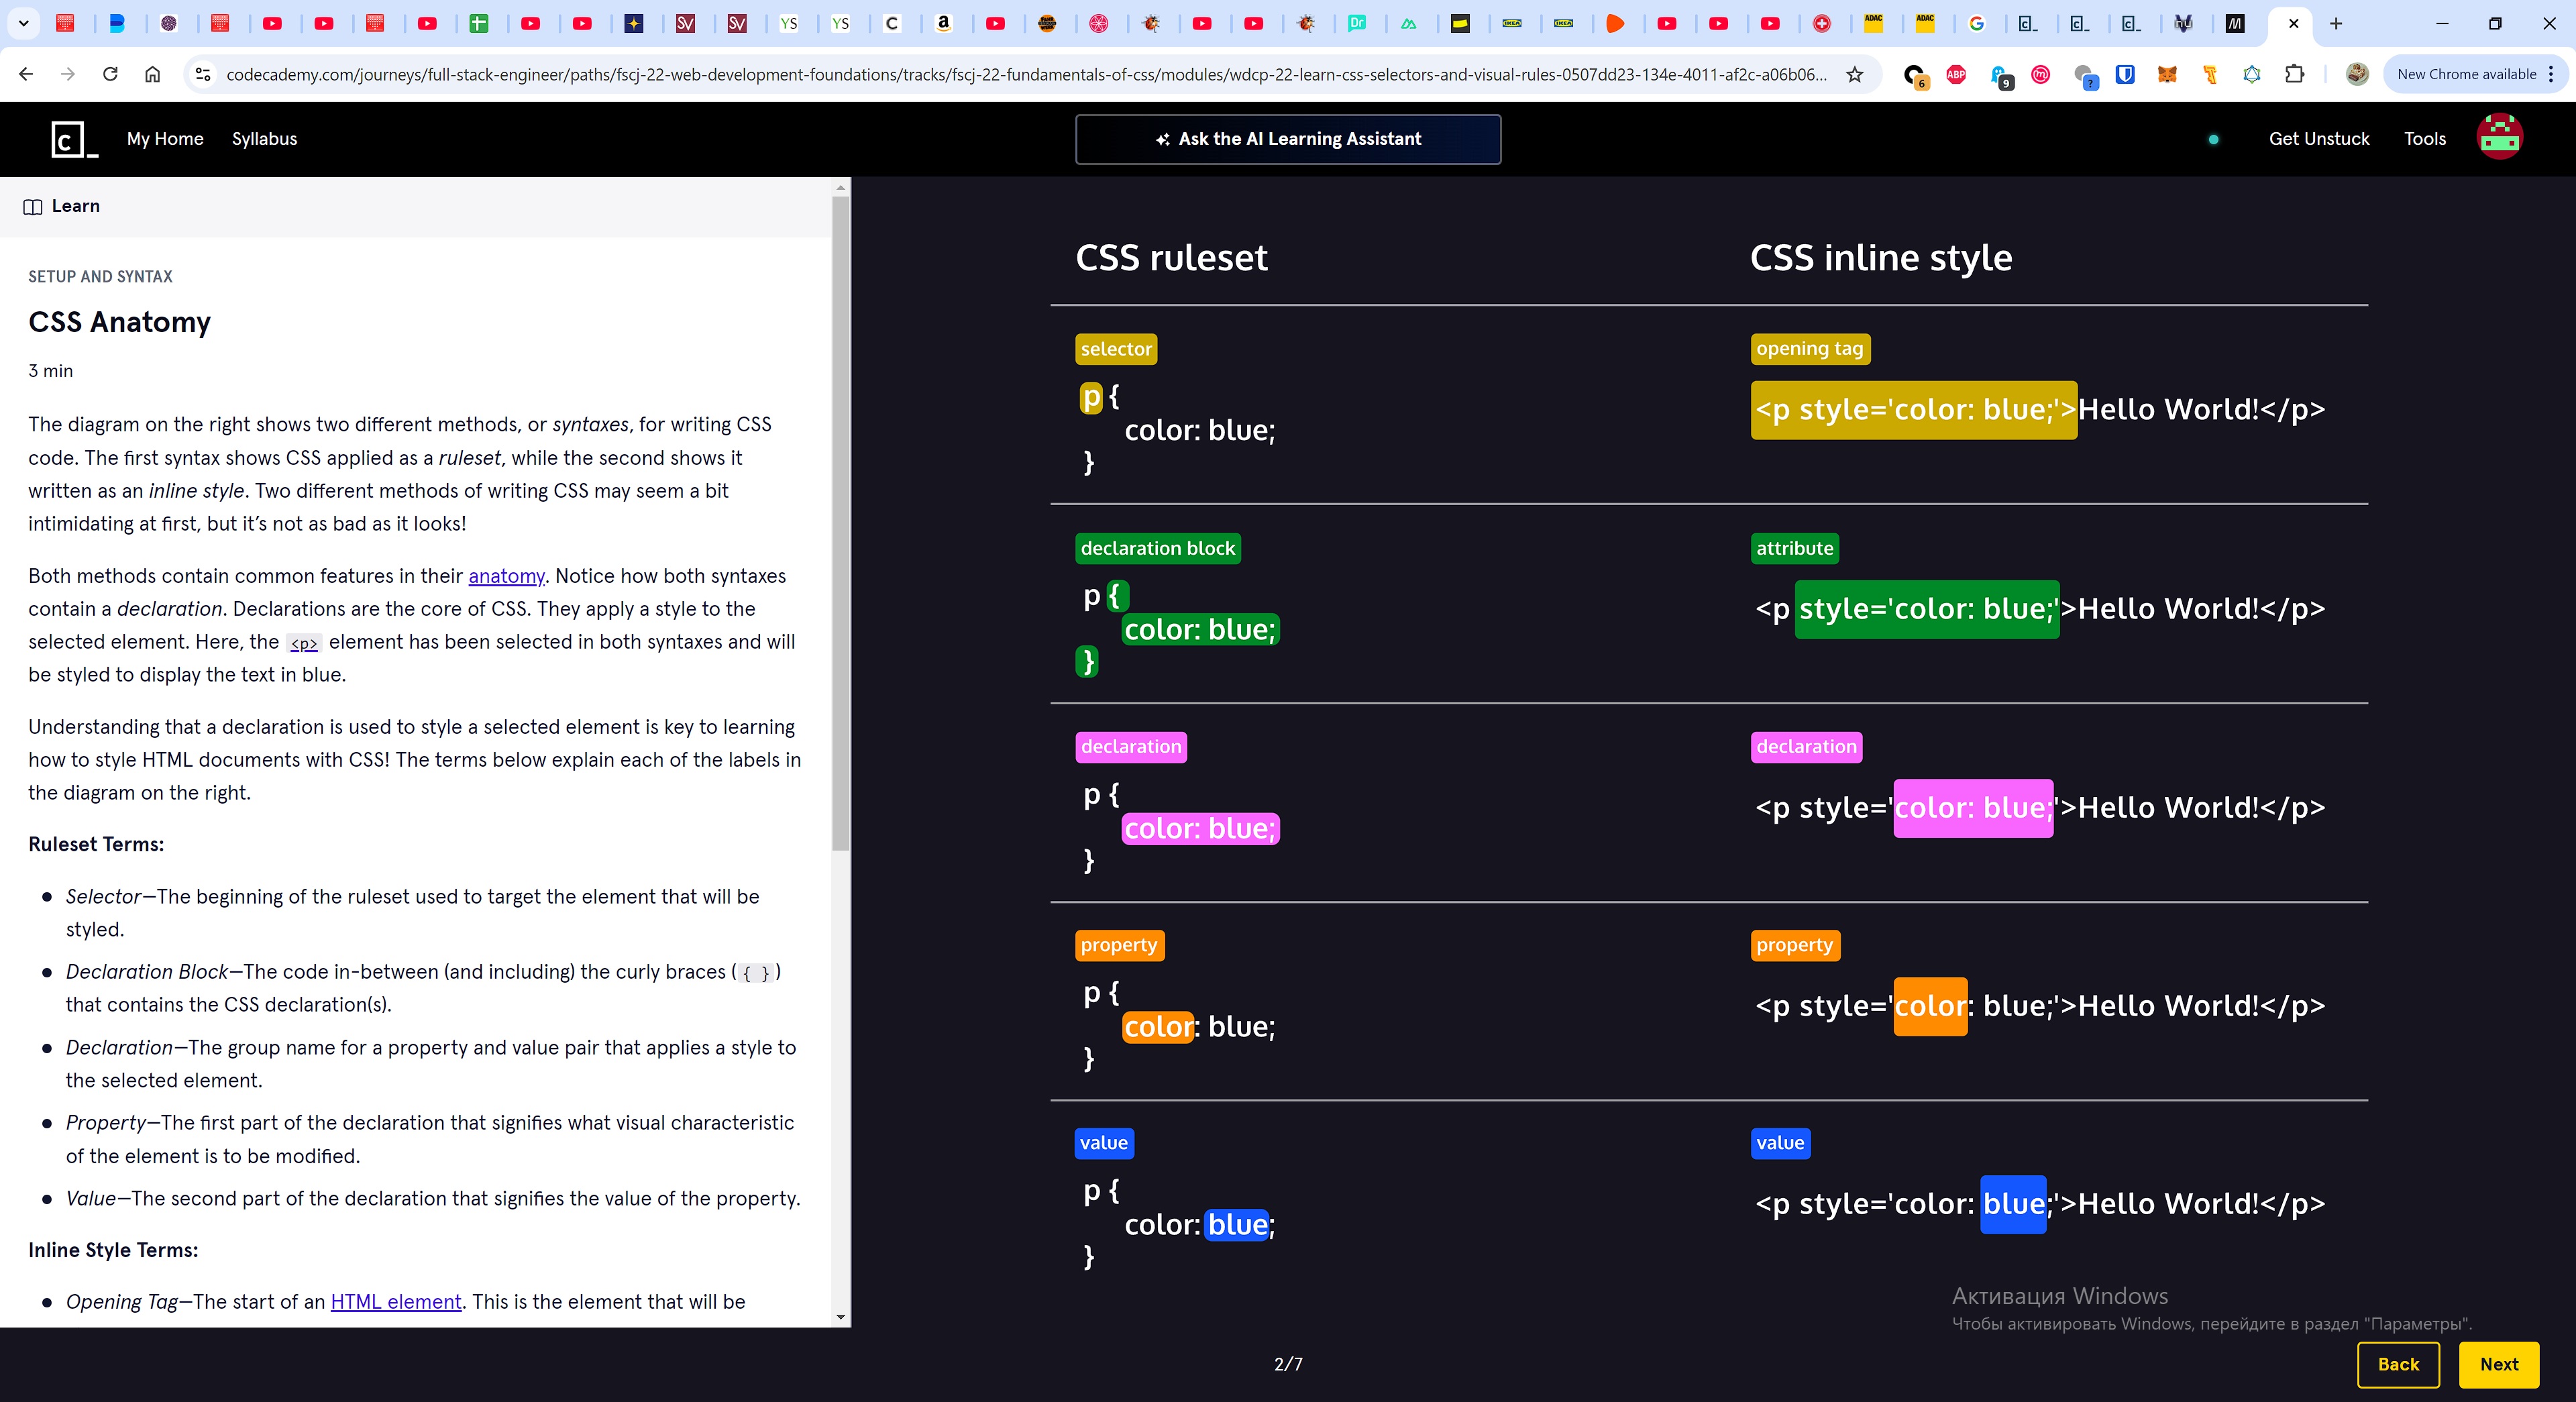 codecademy.com/journeys/full-stack-engineer/paths/fscj-22-web-development-foundations/tracks/fscj-22-fundamentals-of-css/modules/wdcp-22-learn-css-selectors-and-visual-rules-0507dd23-134e-4011-af2c-a06b06...
ABP
6
9
?
New Chrome available
My Home
Syllabus
Ask the AI Learning Assistant
Get Unstuck
Tools
Learn
SETUP AND SYNTAX
CSS Anatomy
3 min
The diagram on the right shows two different methods, or syntaxes, for writing CSS
code. The first syntax shows CSS applied as a ruleset, while the second shows it
written as an inline style. Two different methods of writing CSS may seem a bit
intimidating at first, but it’s not as bad as it looks!
Both methods contain common features in their anatomy. Notice how both syntaxes
contain a declaration. Declarations are the core of CSS. They apply a style to the
selected element. Here, the <p> element has been selected in both syntaxes and will
be styled to display the text in blue.
Understanding that a declaration is used to style a selected element is key to learning
how to style HTML documents with CSS! The terms below explain each of the labels in
the diagram on the right.
Ruleset Terms:
Selector—The beginning of the ruleset used to target the element that will be
styled.
Declaration Block—The code in-between (and including) the curly braces ({ })
that contains the CSS declaration(s).
Declaration—The group name for a property and value pair that applies a style to
the selected element.
Property—The first part of the declaration that signifies what visual characteristic
of the element is to be modified.
Value—The second part of the declaration that signifies the value of the property.
Inline Style Terms:
Opening Tag—The start of an HTML element. This is the element that will be
CSS ruleset
CSS inline style
selector
p {
color: blue;
}
opening tag
<p style='color: blue;'>Hello World!</p>
declaration block
p {
color: blue;
}
attribute
<p style='color: blue;'>Hello World!</p>
declaration
p {
color: blue;
}
declaration
<p style='color: blue;'>Hello World!</p>
property
p {
color: blue;
}
property
<p style='color: blue;'>Hello World!</p>
value
p {
color: blue;
}
value
<p style='color: blue;'>Hello World!</p>
Активация Windows
Чтобы активировать Windows, перейдите в раздел "Параметры".
2/7
Back
Next